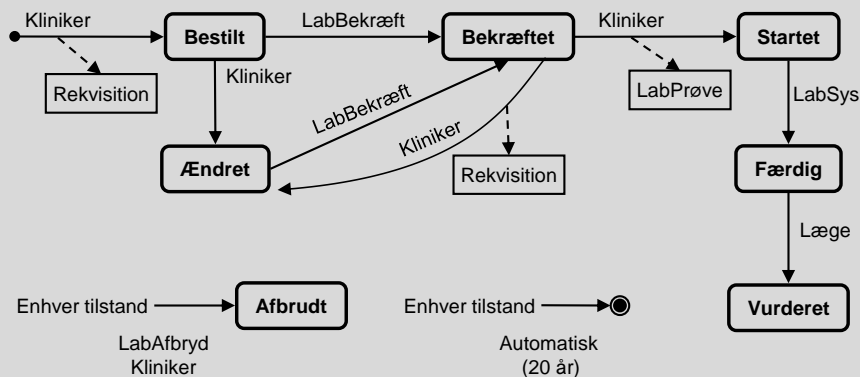 Kliniker
Bestilt
LabBekræft
Bekræftet
Kliniker
Startet
Rekvisition
Kliniker
LabBekræft
Kliniker
LabPrøve
LabSys
Ændret
Rekvisition
Færdig
Læge
Enhver tilstand
Afbrudt
Enhver tilstand
Vurderet
LabAfbryd
Kliniker
Automatisk
(20 år)